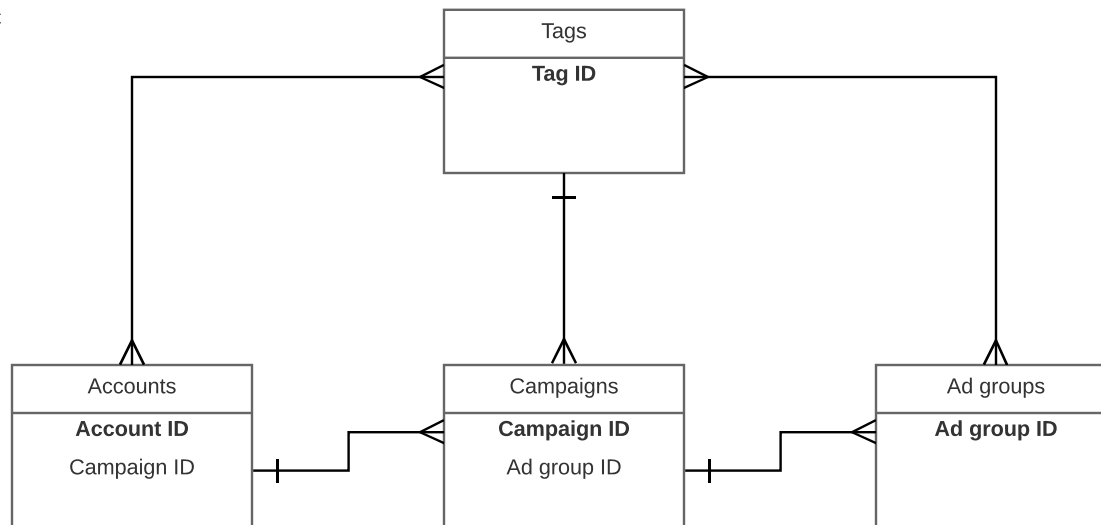 Tags
Tag ID
Accounts
Account ID
Campaign ID
Campaigns
Campaign ID
Ad group ID
Ad groups
Ad group ID